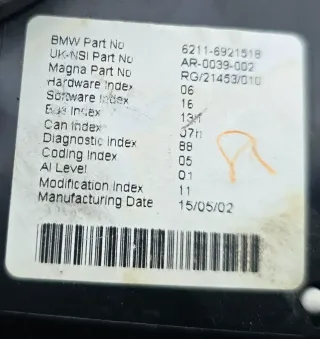 BMW Part No 6211-6921518
UK-NSI Part No AR-0039-002
Magna Part No RG/21453/010
Hardware Index 06
Software Index 16
Bus Index 13h
Can Index 07h
Diagnostic Index 88
Coding Index 05
AI Level 01
Modification Index 11
Manufacturing Date 15/05/02